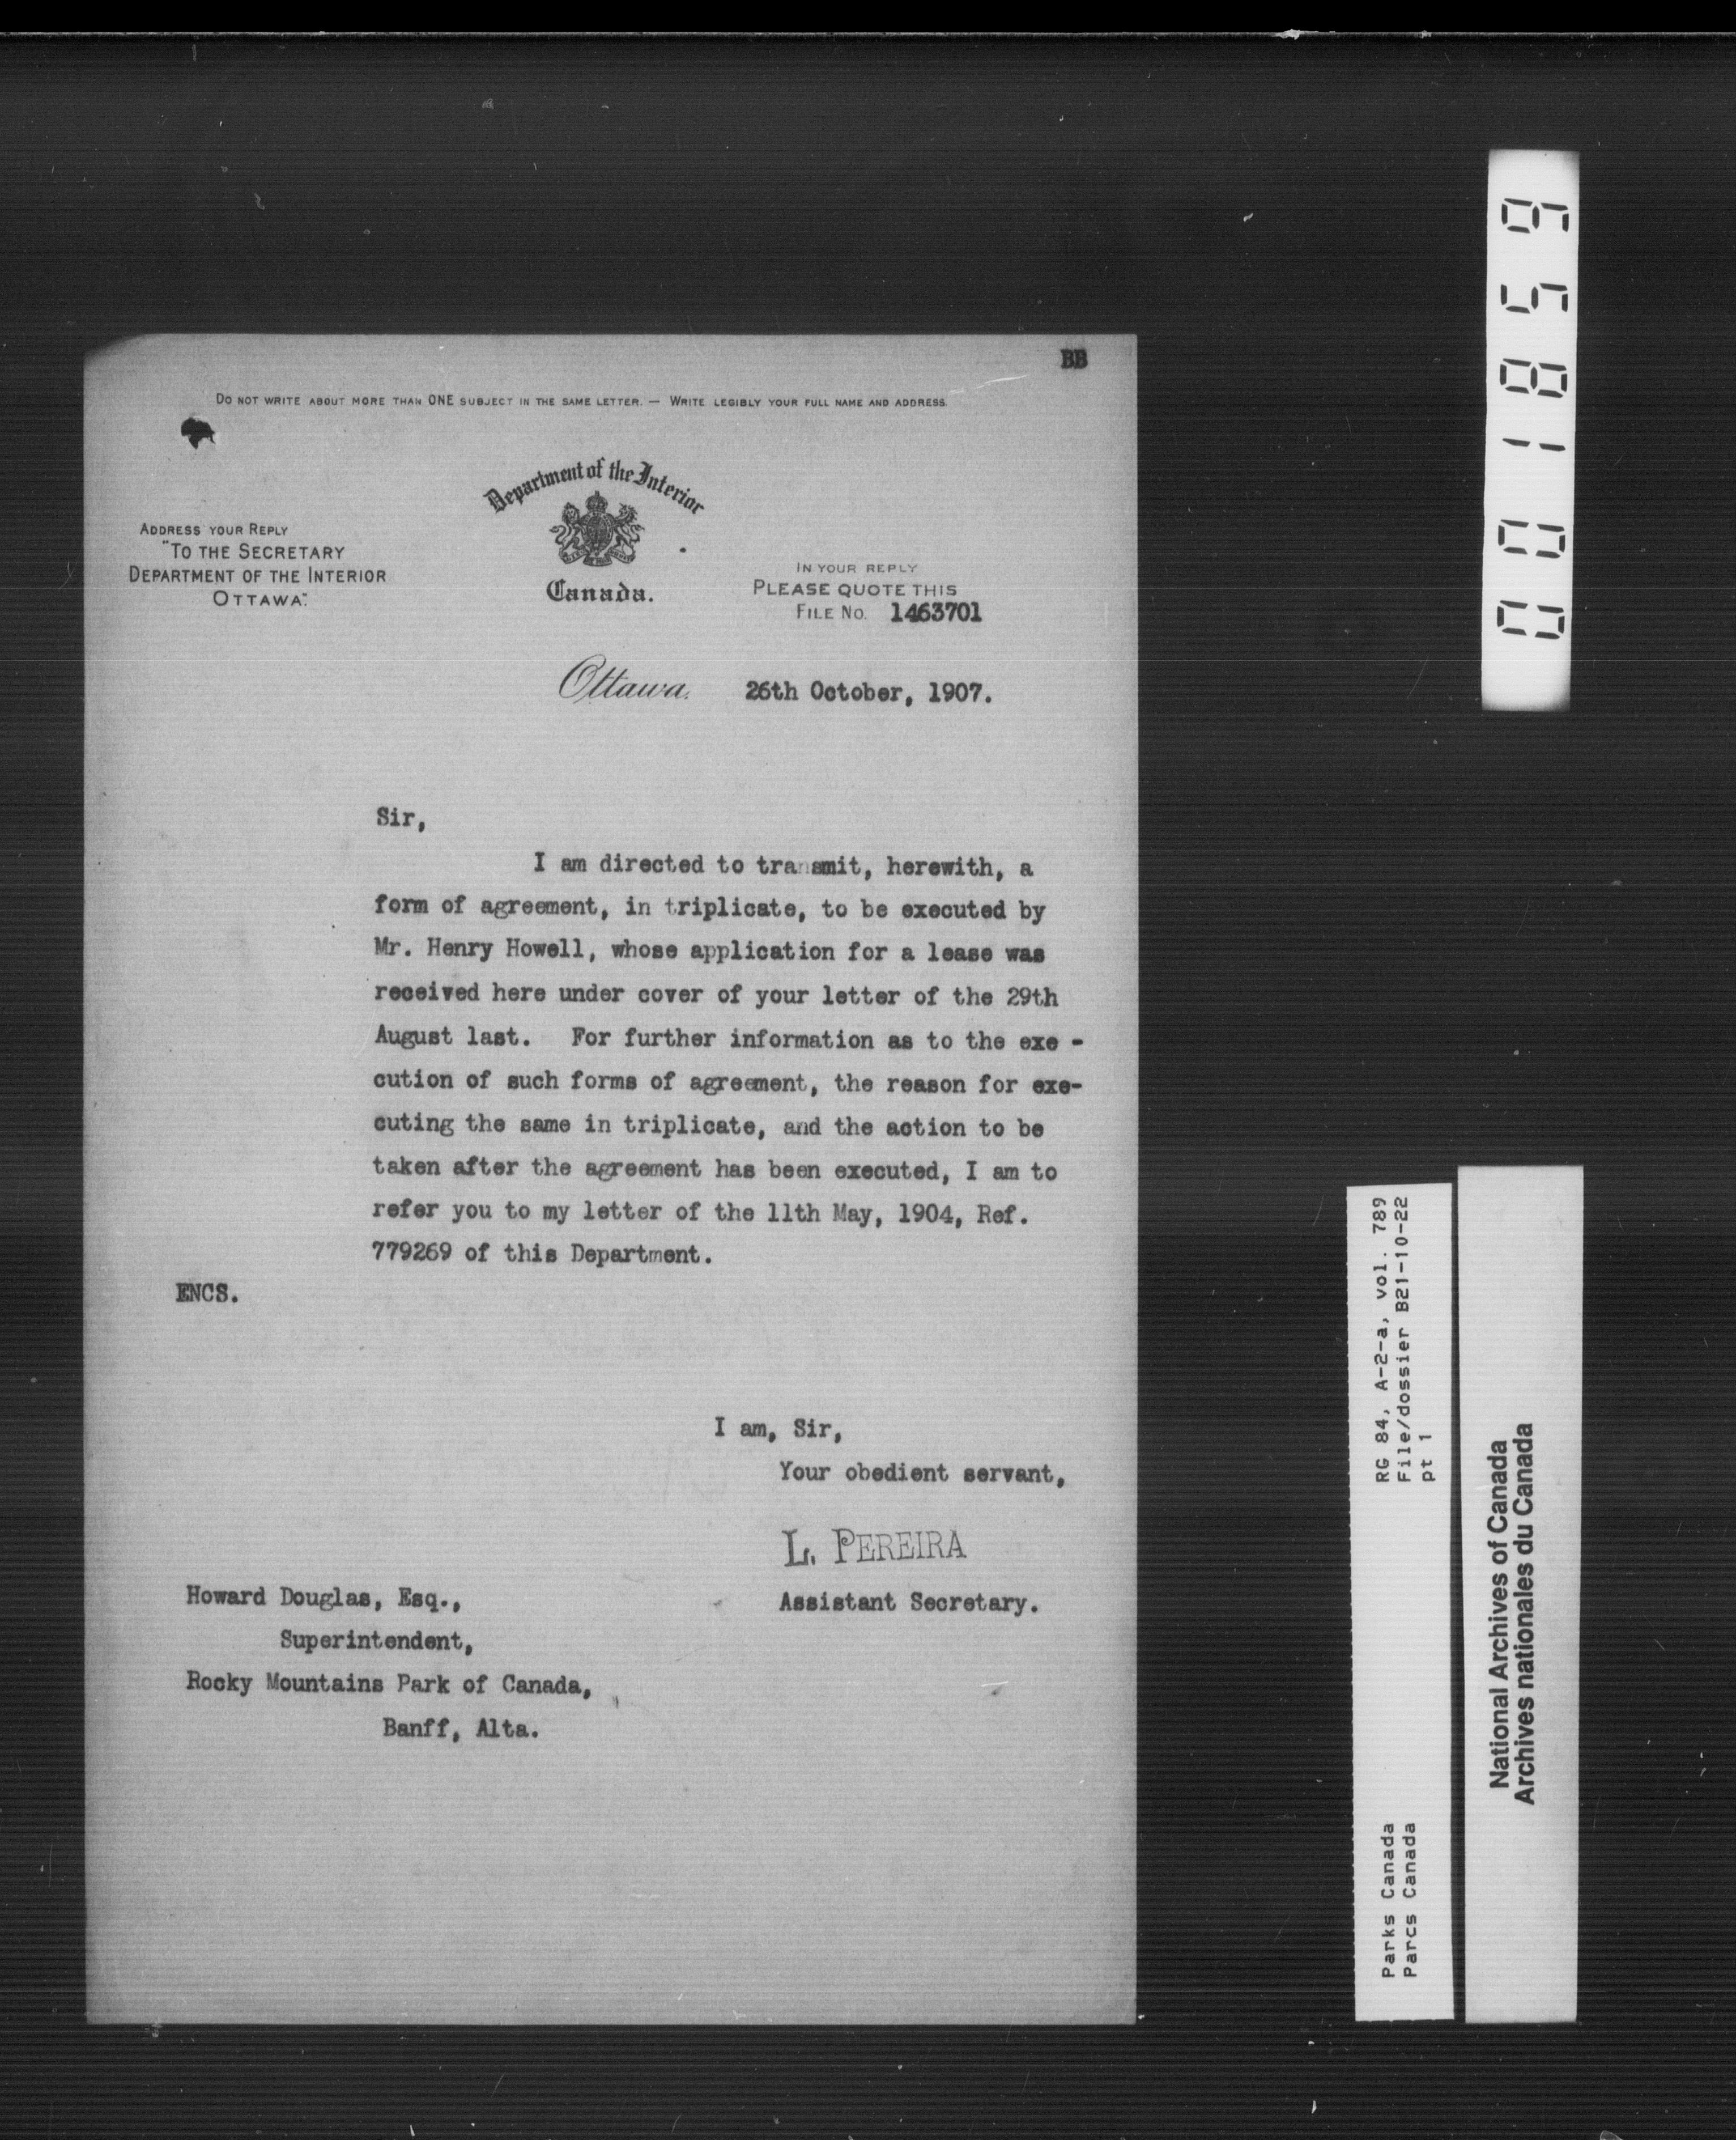 BB
DO NOT WRITE ABOUT MORE THAN ONE SUBJECT IN THE SAME LETTER. — WRITE LEGIBLY YOUR FULL NAME AND ADDRESS.
Department of the Interior
Canada.
ADDRESS YOUR REPLY
"TO THE SECRETARY
DEPARTMENT OF THE INTERIOR
OTTAWA".
IN YOUR REPLY
PLEASE QUOTE THIS
FILE NO. 1463701
Ottawa. 26th October, 1907.
Sir,
I am directed to transmit, herewith, a
form of agreement, in triplicate, to be executed by
Mr. Henry Howell, whose application for a lease was
received here under cover of your letter of the 29th
August last. For further information as to the exe -
cution of such forms of agreement, the reason for exe-
cuting the same in triplicate, and the action to be
taken after the agreement has been executed, I am to
refer you to my letter of the 11th May, 1904, Ref.
779269 of this Department.
ENCS.
I am, Sir,
Your obedient servant,
L. PEREIRA
Assistant Secretary.
Howard Douglas, Esq.,
Superintendent,
Rocky Mountains Park of Canada,
Banff, Alta.
001859
RG 84, A-2-a, vol. 789
File/dossier B21-10-22
pt 1
Parks Canada
Parcs Canada
National Archives of Canada
Archives nationales du Canada